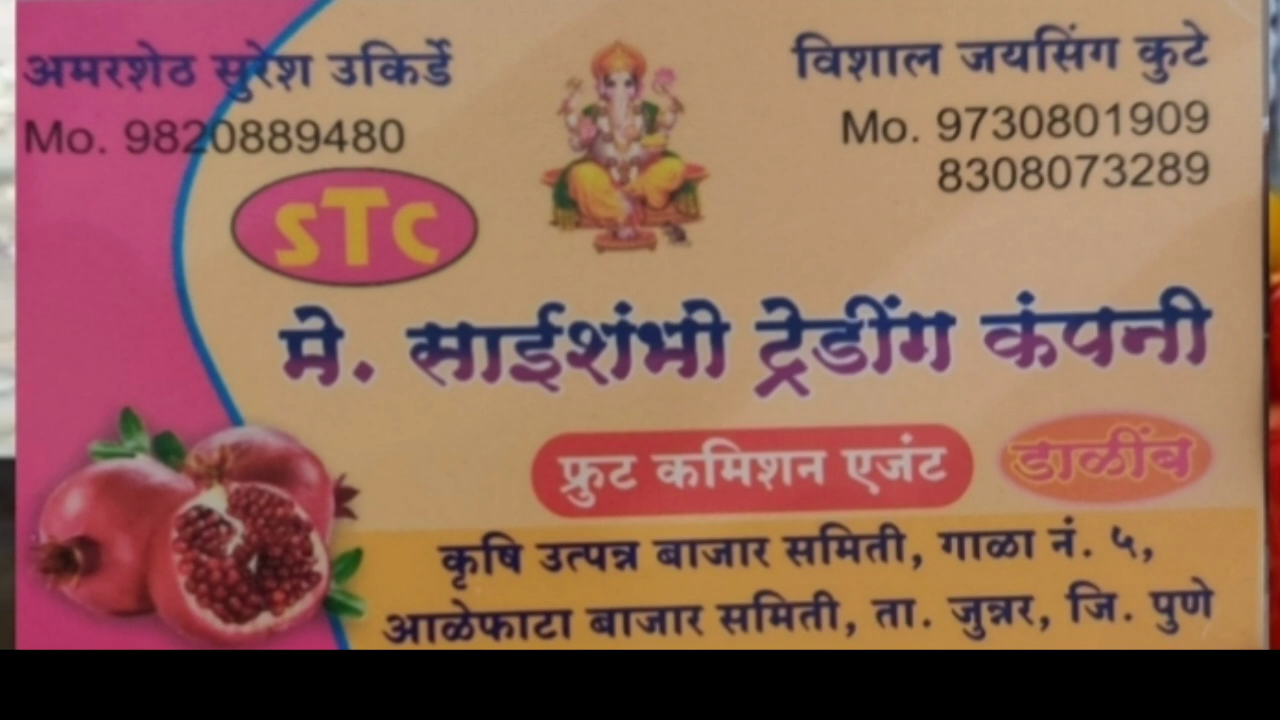 अमरशेठ सुरेश उकिर्डे
Mo. 9820889480
विशाल जयसिंग कुटे
Mo. 9730801909
8308073289
STC
मे. साईशंभो ट्रेडींग कंपनी
फ्रुट कमिशन एजंट
डाळींब
कृषि उत्पन्न बाजार समिती, गाळा नं. ५,
आळेफाटा बाजार समिती, ता. जुन्नर, जि. पुणे